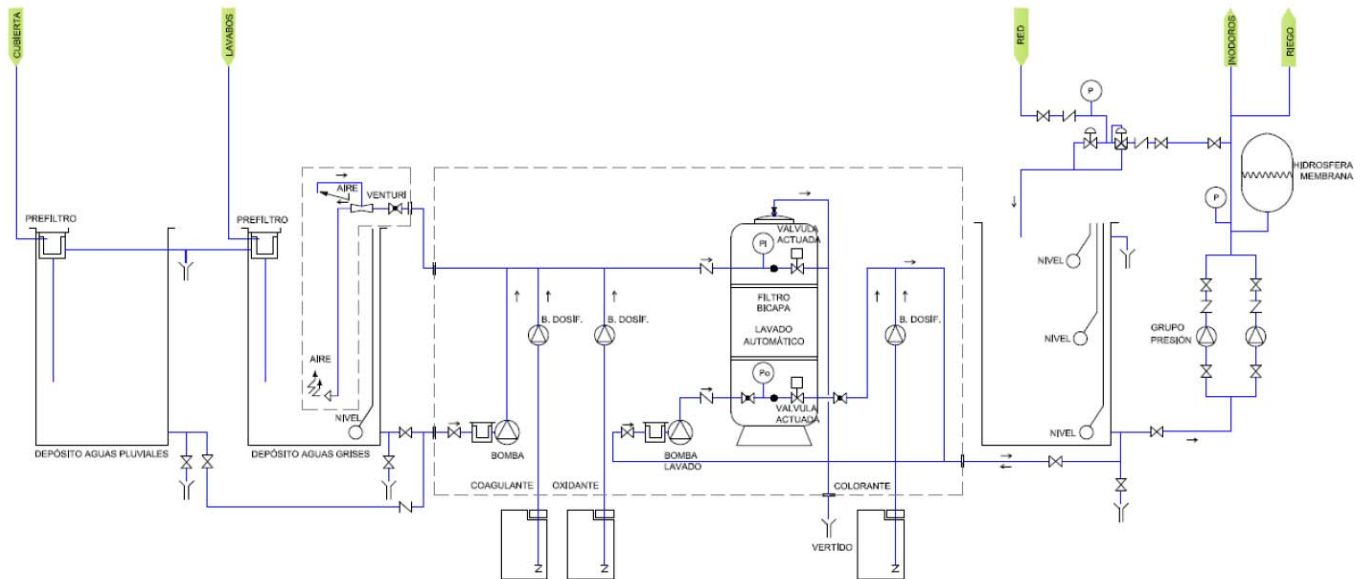 CUBIERTA
LAVABOS
RED
INODOROS
RIEGO
P
HIDROSFERA
MEMBRANA
AIRE
VENTURI
PREFILTRO
PREFILTRO
P
VALVULA
ACTUADA
PI
NIVEL
B. DOSIF.
B. DOSIF.
FILTRO
BICAPA
LAVADO
AUTOMÁTICO
B. DOSIF.
NIVEL
GRUPO
PRESIÓN
AIRE
Po
VALVULA
ACTUADA
NIVEL
NIVEL
DEPÓSITO AGUAS PLUVIALES
DEPÓSITO AGUAS GRISES
BOMBA
BOMBA
LAVADO
COAGULANTE
OXIDANTE
COLORANTE
VERTIDO